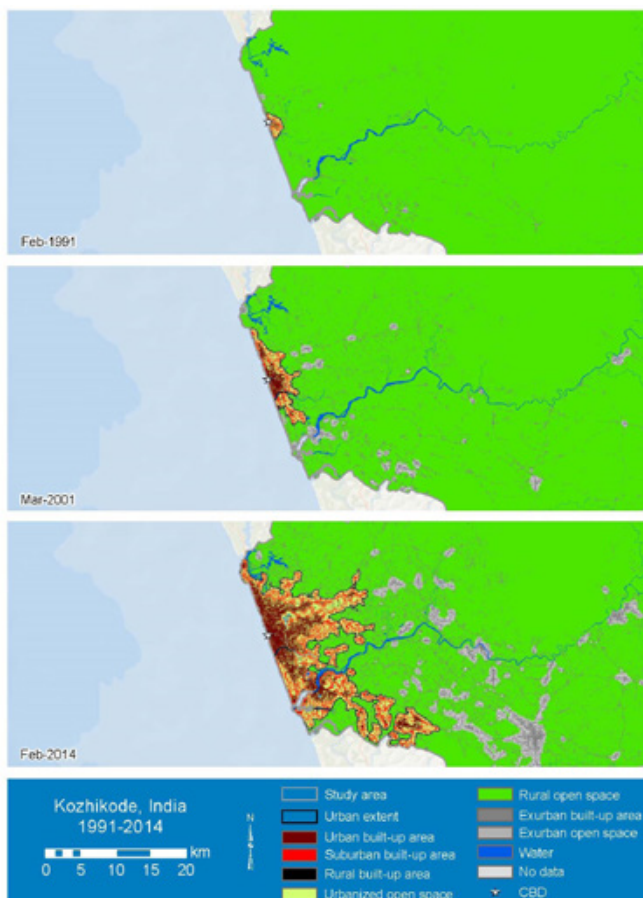 Feb-1991
Mar-2001
Feb-2014
Kozhikode, India
1991-2014
N
km
0 5 10 15 20
Study area
Urban extent
Urban built-up area
Suburban built-up area
Rural built-up area
Urbanized open space
Rural open space
Exurban built-up area
Exurban open space
Water
No data
CBD